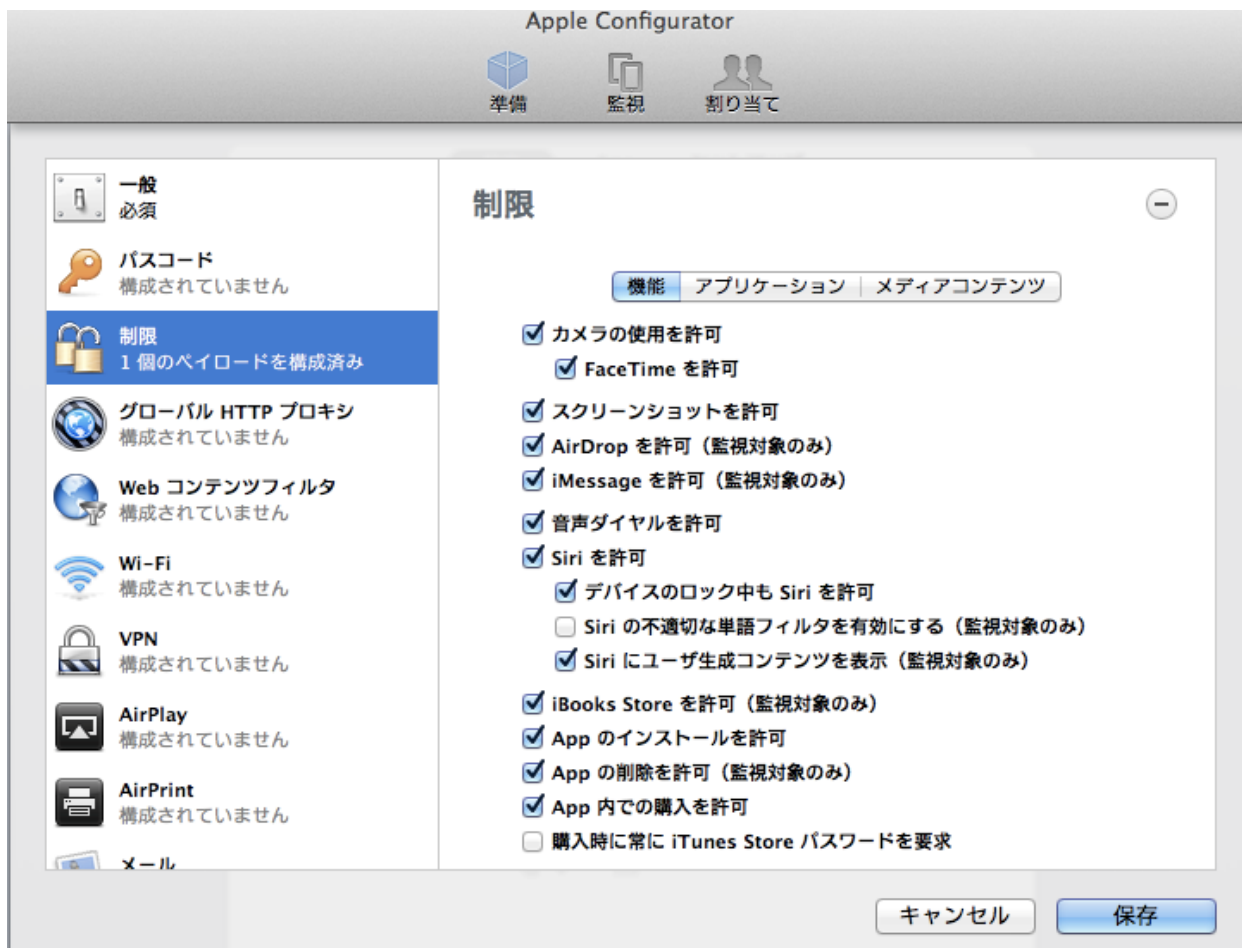 Apple Configurator
準備
監視
割り当て
一般
必須
パスコード
構成されていません
制限
1 個のペイロードを構成済み
グローバル HTTP プロキシ
構成されていません
Web コンテンツフィルタ
構成されていません
Wi-Fi
構成されていません
VPN
構成されていません
AirPlay
構成されていません
AirPrint
構成されていません
メール
制限
機能
アプリケーション
メディアコンテンツ
カメラの使用を許可
FaceTime を許可
スクリーンショットを許可
AirDrop を許可（監視対象のみ）
iMessage を許可（監視対象のみ）
音声ダイヤルを許可
Siri を許可
デバイスのロック中も Siri を許可
Siri の不適切な単語フィルタを有効にする（監視対象のみ）
Siri にユーザ生成コンテンツを表示（監視対象のみ）
iBooks Store を許可（監視対象のみ）
App のインストールを許可
App の削除を許可（監視対象のみ）
App 内での購入を許可
購入時に常に iTunes Store パスワードを要求
キャンセル
保存